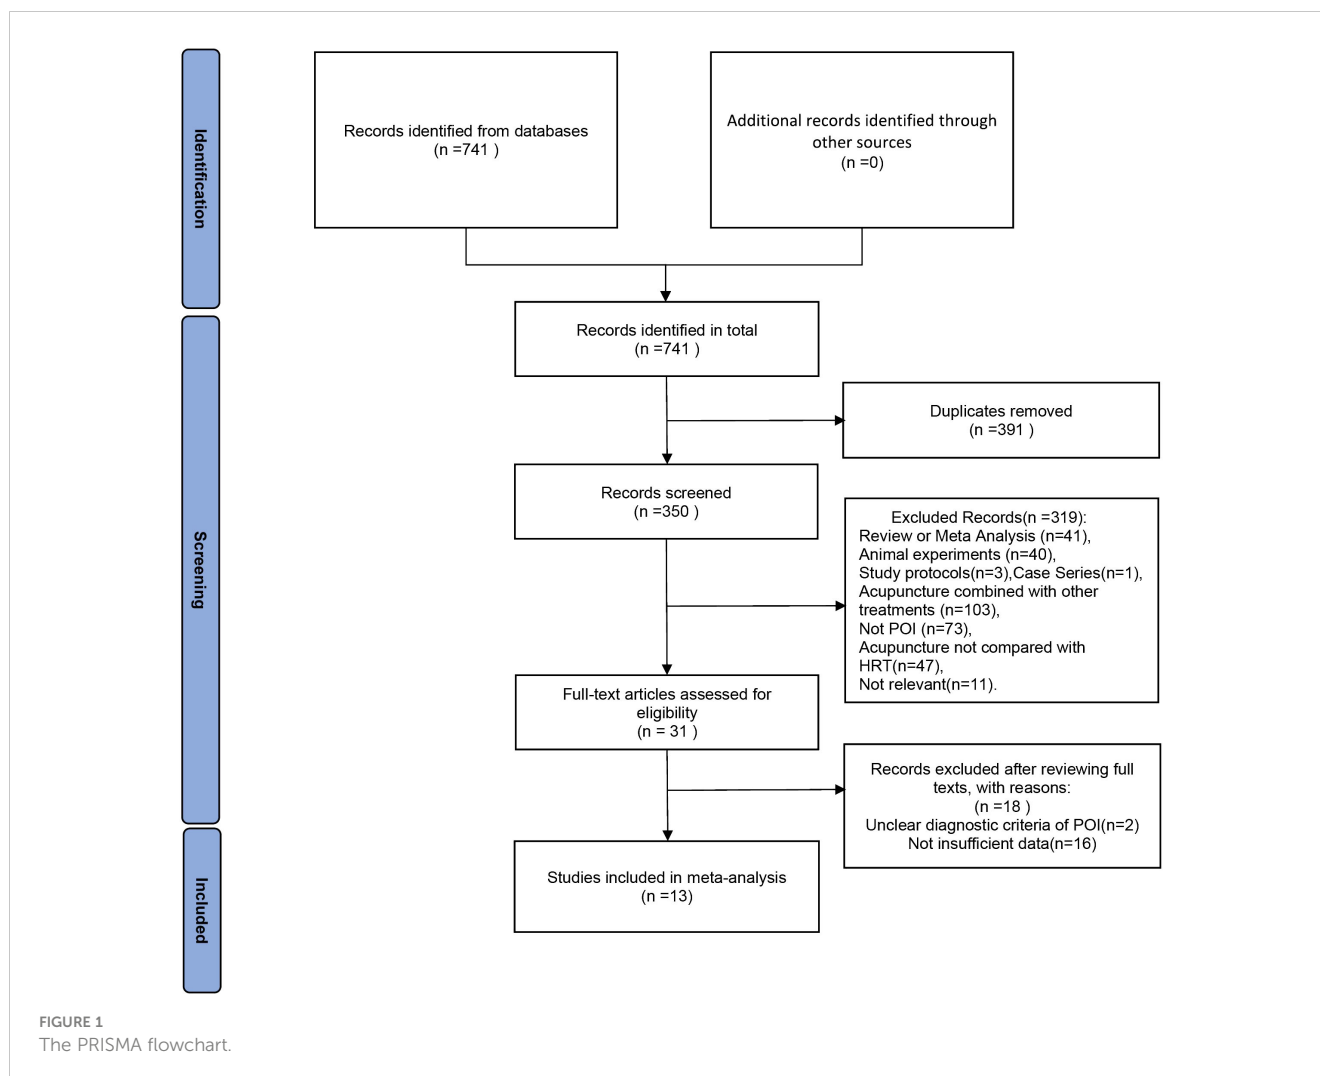 Identification
Records identified from databases
(n =741 )
Additional records identified through
other sources
(n =0)
Records identified in total
(n =741 )
Duplicates removed
(n =391 )
Screening
Records screened
(n =350 )
Excluded Records(n =319):
Review or Meta Analysis (n=41),
Animal experiments (n=40),
Study protocols(n=3),Case Series(n=1),
Acupuncture combined with other
treatments (n=103),
Not POI (n=73),
Acupuncture not compared with
HRT(n=47),
Not relevant(n=11).
Full-text articles assessed for
eligibility
(n = 31 )
Records excluded after reviewing full
texts, with reasons:
(n =18 )
Unclear diagnostic criteria of POI(n=2)
Not insufficient data(n=16)
Included
Studies included in meta-analysis
(n =13)
FIGURE 1
The PRISMA flowchart.